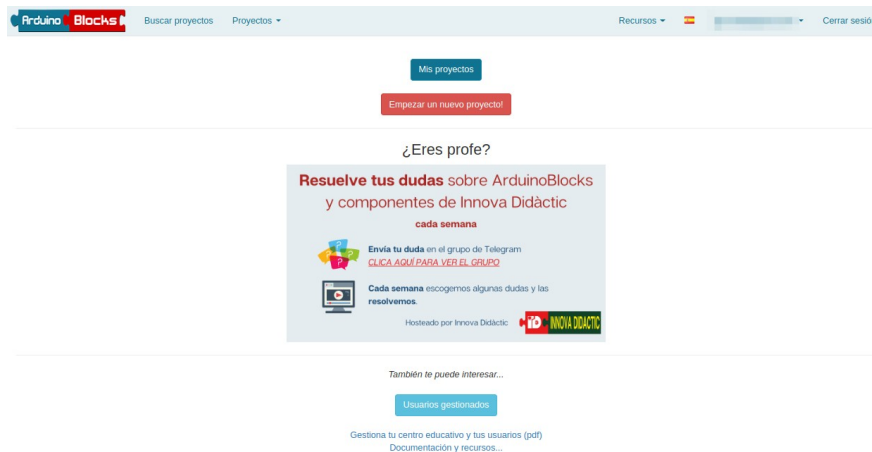 Arduino Blocks Buscar proyectos Proyectos Recursos Cerrar sesió
Mis proyectos
Empezar un nuevo proyecto!
¿Eres profe?
Resuelve tus dudas sobre ArduinoBlocks
y componentes de Innova Didàctic
cada semana
Envía tu duda en el grupo de Telegram
CLICA AQUÍ PARA VER EL GRUPO
Cada semana escogemos algunas dudas y las
resolvemos.
Hosteado por Innova Didàctic iD INNOVA DIDACTIC
También te puede interesar...
Usuarios gestionados
Gestiona tu centro educativo y tus usuarios (pdf)
Documentación y recursos...